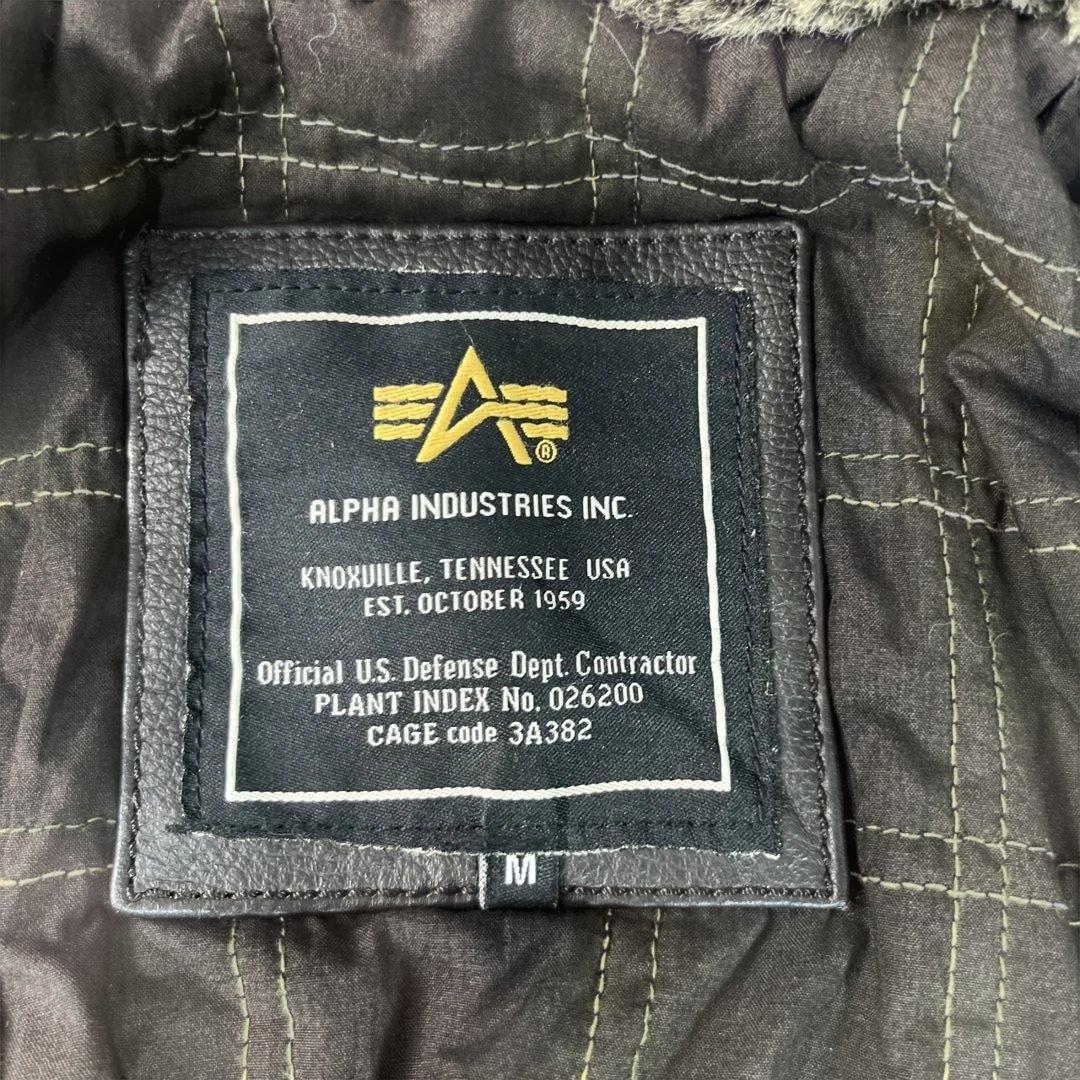 ®
ALPHA INDUSTRIES INC.
KNOXVILLE, TENNESSEE USA
EST. OCTOBER 1959
Official U.S. Defense Dept. Contractor
PLANT INDEX No. 026200
CAGE code 3A382
M